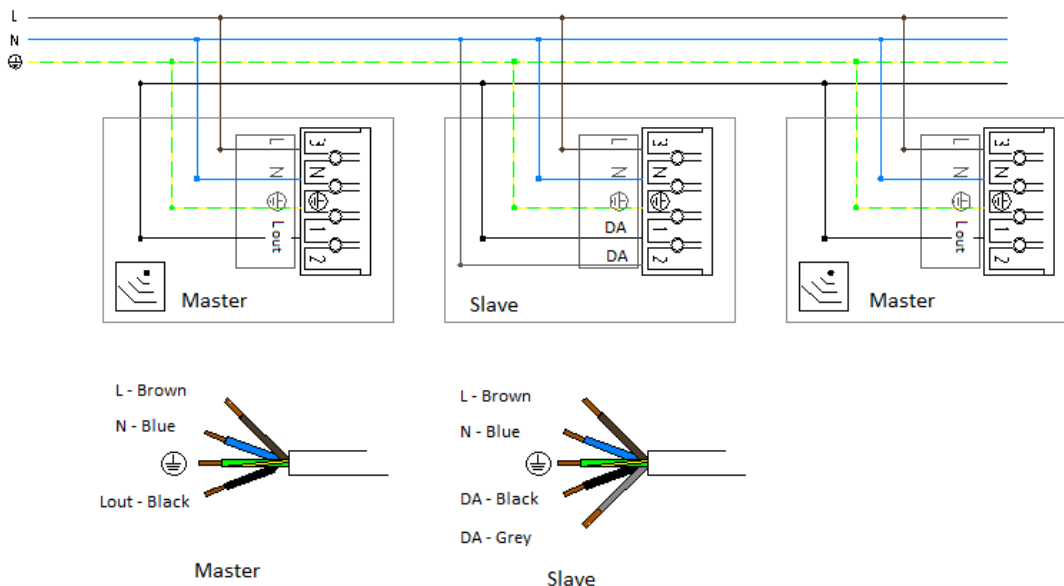 L
N
L
N
Lout
3
N
1
2
Master
L
N
DA
DA
3
N
1
2
Slave
L
N
Lout
3
N
1
2
Master
L - Brown
N - Blue
Lout - Black
Master
L - Brown
N - Blue
DA - Black
DA - Grey
Slave